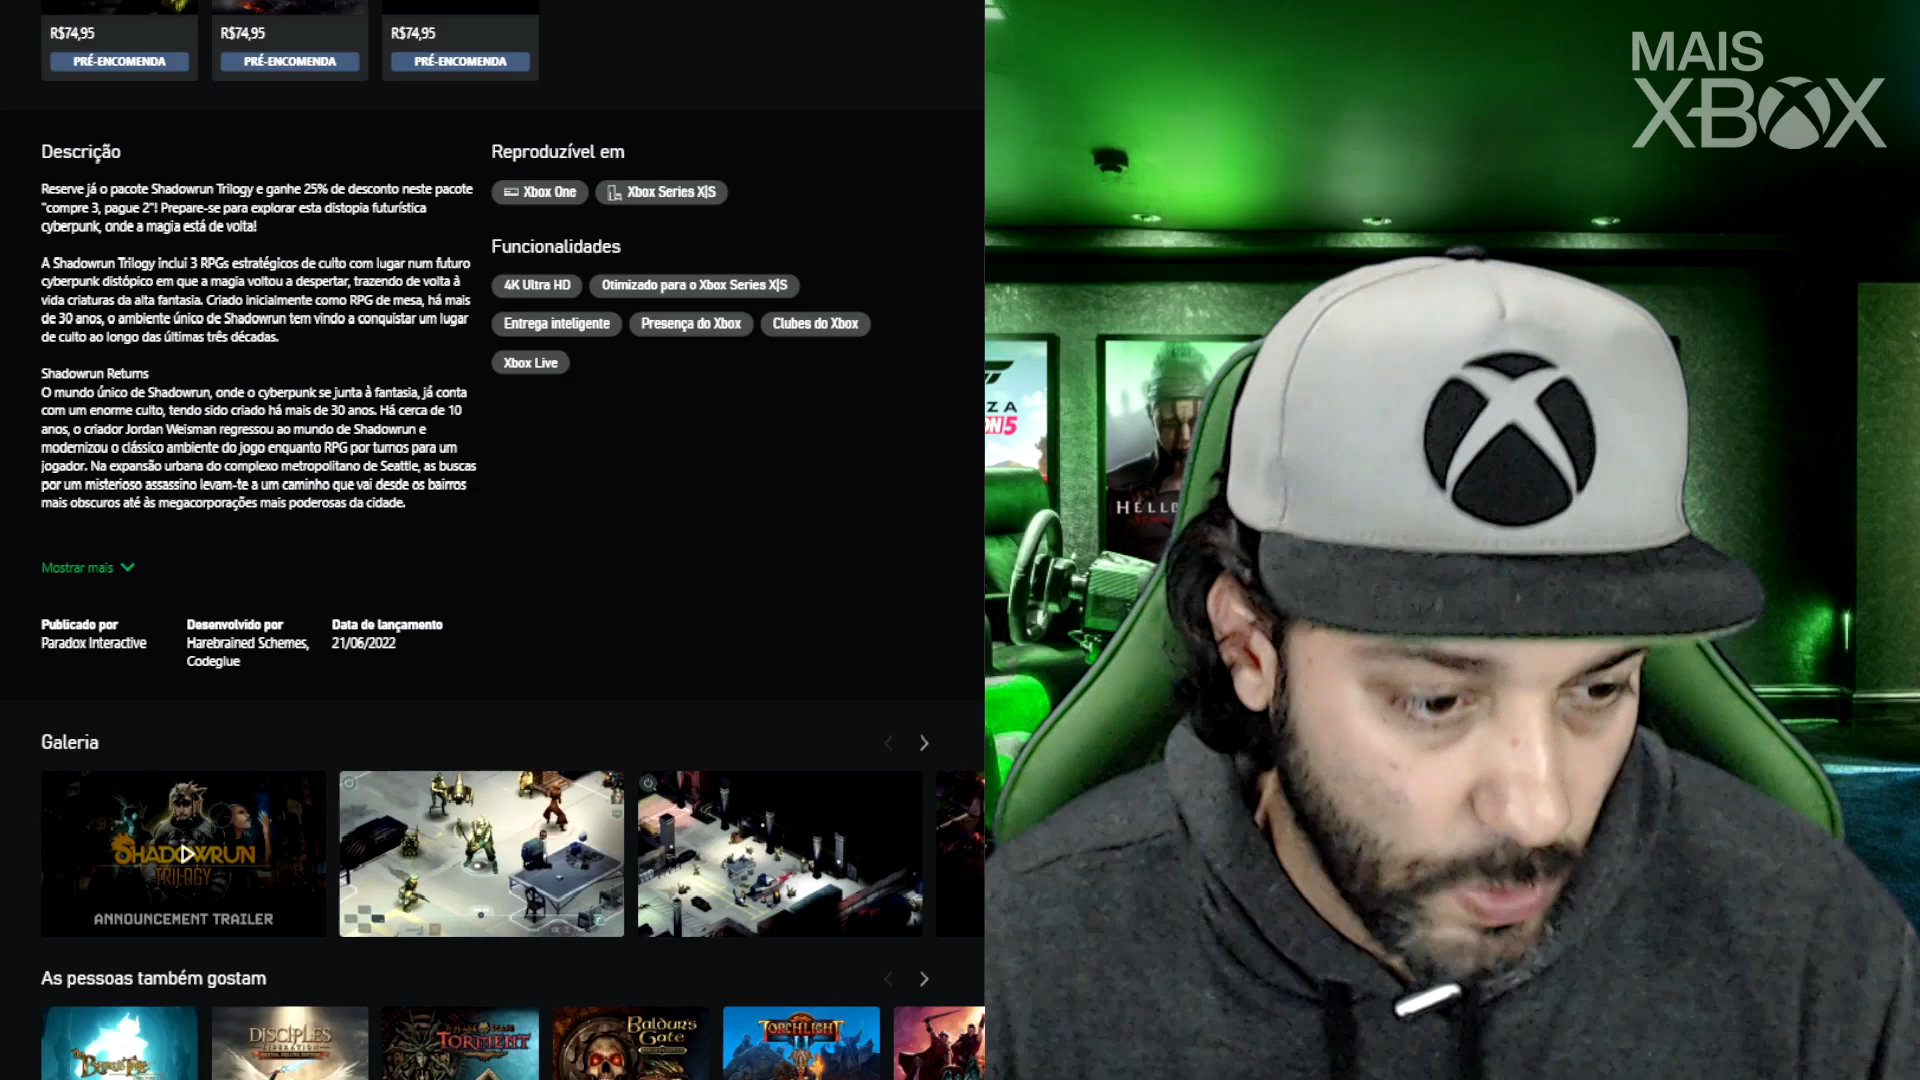 R$74,95
R$74,95
R$74,95
PRÉ-ENCOMENDA
PRÉ-ENCOMENDA
PRÉ-ENCOMENDA
Descrição
Reserve já o pacote Shadowrun Trilogy e ganhe 25% de desconto neste pacote
"compre 3, pague 2"! Prepare-se para explorar esta distopia futurística
cyberpunk, onde a magia está de volta!
A Shadowrun Trilogy inclui 3 RPGs estratégicos de culto com lugar num futuro
cyberpunk distópico em que a magia voltou a despertar, trazendo de volta à
vida criaturas da alta fantasia. Criado inicialmente como RPG de mesa, há mais
de 30 anos, o ambiente único de Shadowrun tem vindo a conquistar um lugar
de culto ao longo das últimas três décadas.
Shadowrun Returns
O mundo único de Shadowrun, onde o cyberpunk se junta à fantasia, já conta
com um enorme culto, tendo sido criado há mais de 30 anos. Há cerca de 10
anos, o criador Jordan Weisman regressou ao mundo de Shadowrun e
modernizou o clássico ambiente do jogo enquanto RPG por turnos para um
jogador. Na expansão urbana do complexo metropolitano de Seattle, as buscas
por um misterioso assassino levam-te a um caminho que vai desde os bairros
mais obscuros até às megacorporações mais poderosas da cidade.
Mostrar mais
Reproduzível em
Xbox One
Xbox Series X|S
Funcionalidades
4K Ultra HD
Otimizado para o Xbox Series X|S
Entrega inteligente
Presença do Xbox
Clubes do Xbox
Xbox Live
Publicado por
Paradox Interactive
Desenvolvido por
Harebrained Schemes,
Codeglue
Data de lançamento
21/06/2022
Galeria
SHADOWRUN
TRILOGY
ANNOUNCEMENT TRAILER
As pessoas também gostam
DISCIPLES
TORMENT
BALDUR'S
GATE
TORCHLIGHT
II
MAIS
XBOX
ZA
ON5
HELLB